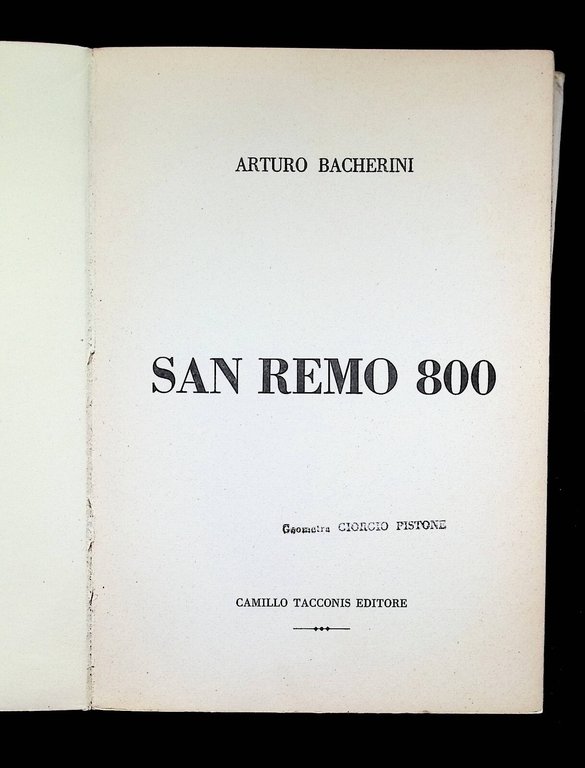 ARTURO BACHERINI
SAN REMO 800
Geometra GIORGIO PISTONE
CAMILLO TACCONIS EDITORE